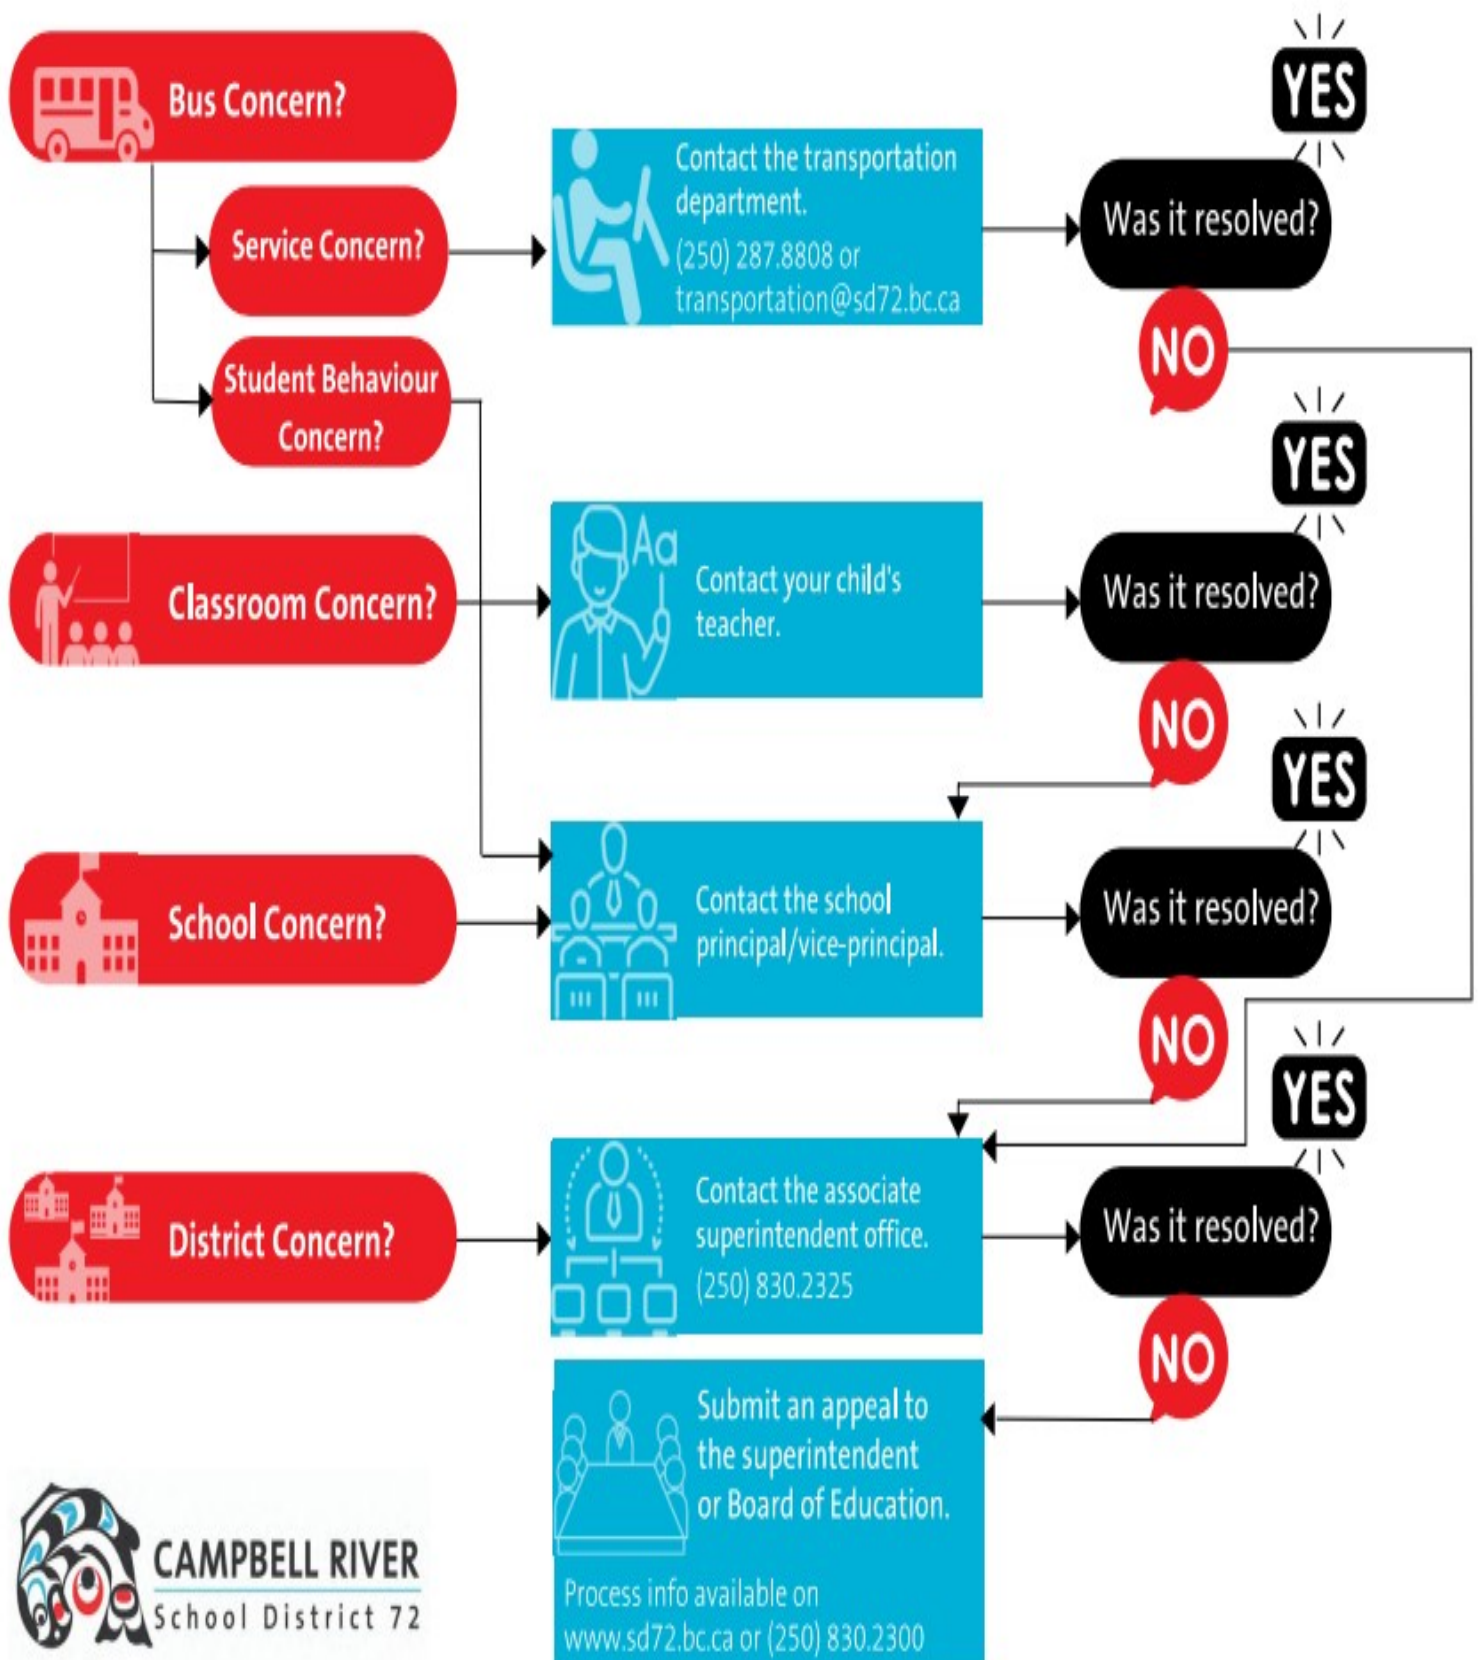 Bus Concern?
YES
Contact the transportation
department.
(250) 287.8808 or
transportation@sd72.bc.ca
Was it resolved?
Service Concern?
NO
Student Behaviour
Concern?
YES
Classroom Concern?
Aa
Contact your child's
teacher.
Was it resolved?
NO
YES
School Concern?
Contact the school
principal/vice-principal.
Was it resolved?
NO
YES
District Concern?
Contact the associate
superintendent office.
(250) 830.2325
Was it resolved?
NO
Submit an appeal to
the superintendent
or Board of Education.
Process info available on
www.sd72.bc.ca or (250) 830.2300
CAMPBELL RIVER
School District 72